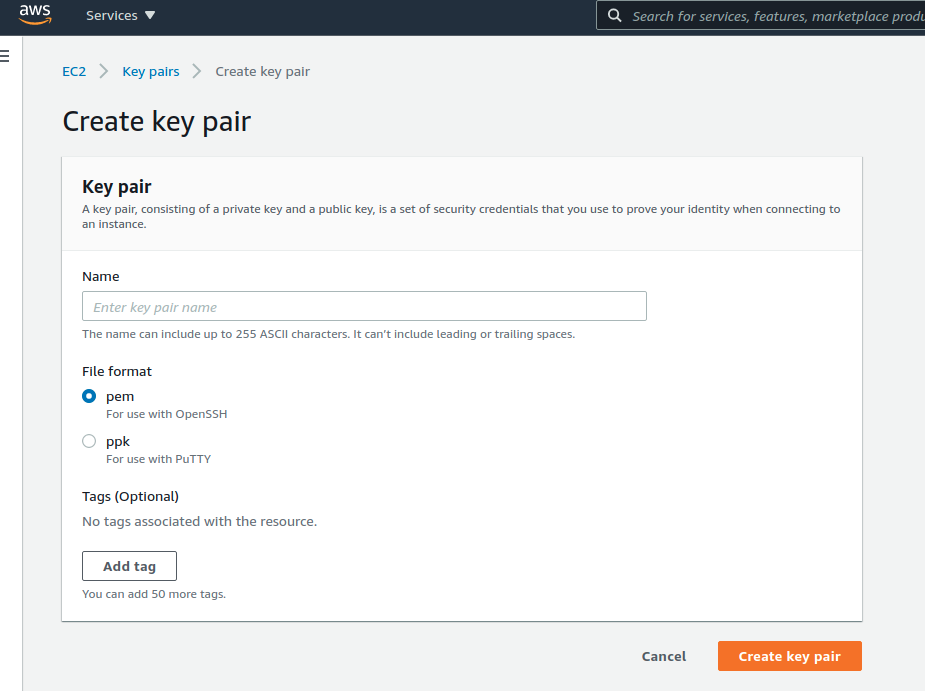 aws
Services
Search for services, features, marketplace produ
EC2 > Key pairs > Create key pair
Create key pair
Key pair
A key pair, consisting of a private key and a public key, is a set of security credentials that you use to prove your identity when connecting to
an instance.
Name
Enter key pair name
The name can include up to 255 ASCII characters. It can't include leading or trailing spaces.
File format
pem
For use with OpenSSH
ppk
For use with PuTTY
Tags (Optional)
No tags associated with the resource.
Add tag
You can add 50 more tags.
Cancel
Create key pair